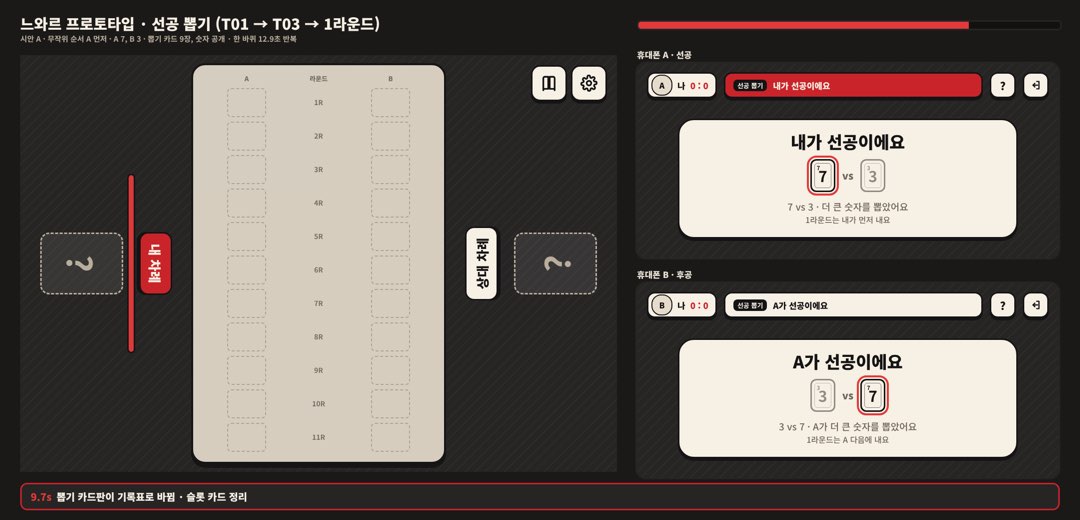 느와르 프로토타입 · 선공 뽑기 (T01 → T03 → 1라운드)
시안 A · 무작위 순서 A 먼저 · A 7, B 3 · 뽑기 카드 9장, 숫자 공개 · 한 바퀴 12.9초 반복
A 라운드 B
1R
2R
3R
4R
5R
6R
7R
8R
9R
10R
11R
?
내 차례
상대 차례
?
휴대폰 A · 선공
A 나 0 : 0 선공 뽑기 내가 선공이에요 ?
내가 선공이에요
7 7 vs 3 3
7 vs 3 · 더 큰 숫자를 뽑았어요
1라운드는 내가 먼저 내요
휴대폰 B · 후공
B 나 0 : 0 선공 뽑기 A가 선공이에요 ?
A가 선공이에요
3 3 vs 7 7
3 vs 7 · A가 더 큰 숫자를 뽑았어요
1라운드는 A 다음에 내요
9.7s 뽑기 카드판이 기록표로 바뀜 · 슬롯 카드 정리